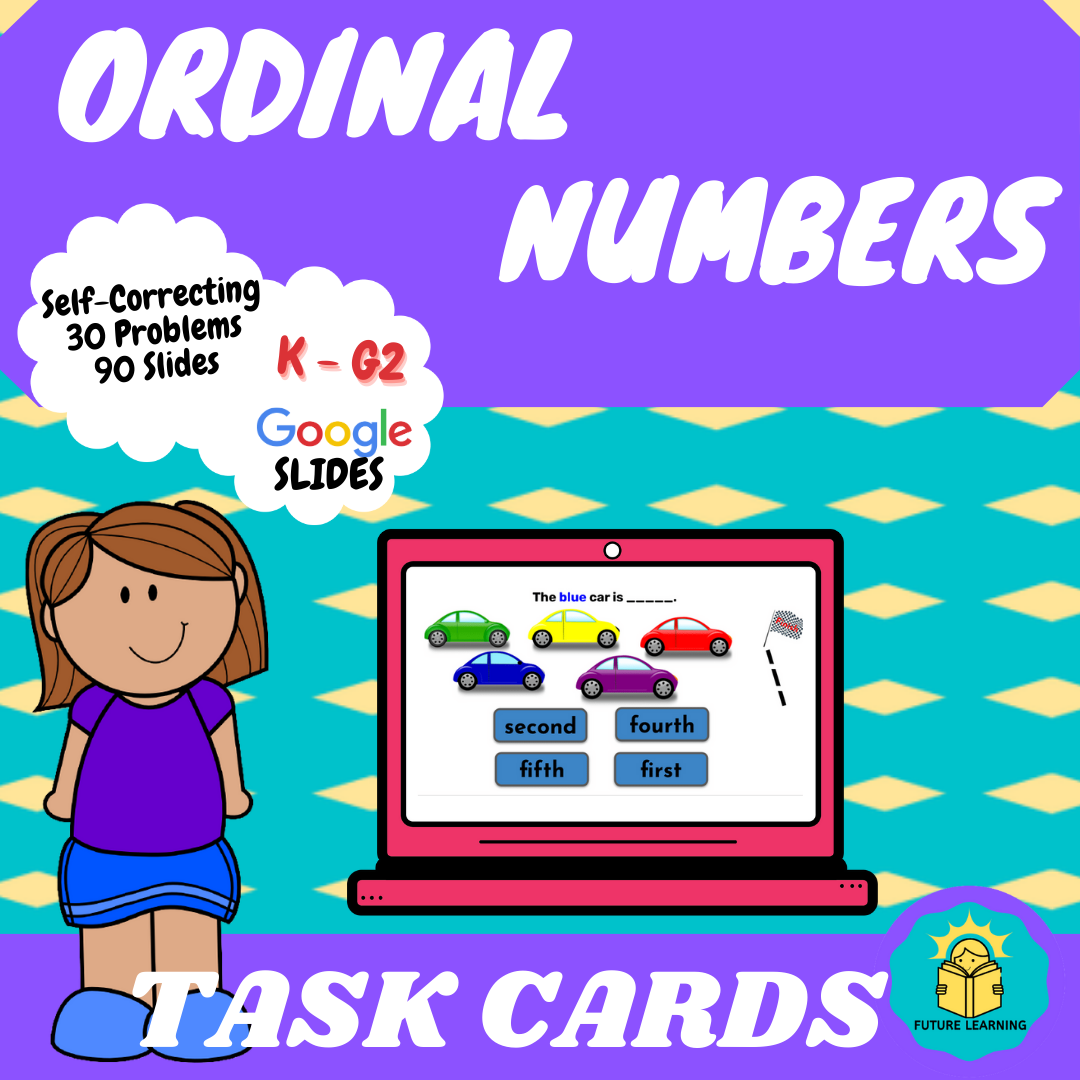 ORDINAL
NUMBERS
Self-Correcting
30 Problems
90 Slides
K - G2
Google
SLIDES
The blue car is _____.
Finish
second
fourth
fifth
first
TASK CARDS
FUTURE LEARNING